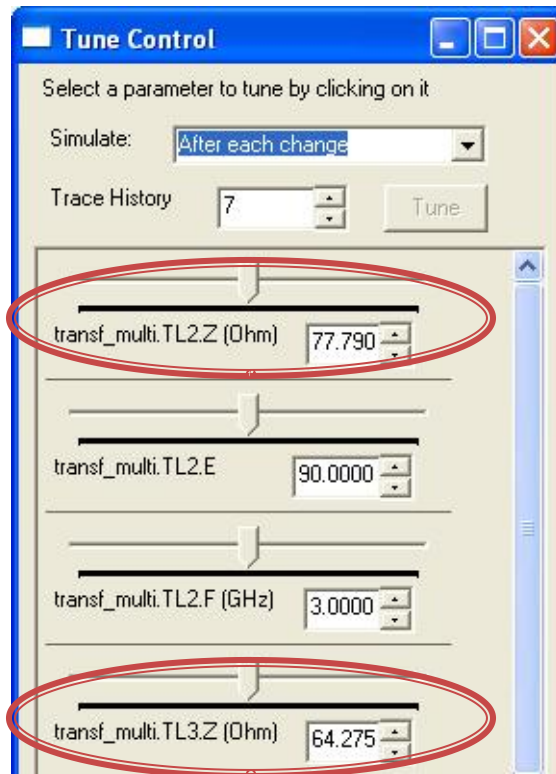 Tune Control
Select a parameter to tune by clicking on it
Simulate: After each change
Trace History 7 Tune
transf_multi.TL2.Z (Ohm) 77.790
transf_multi.TL2.E 90.0000
transf_multi.TL2.F (GHz) 3.0000
transf_multi.TL3.Z (Ohm) 64.275